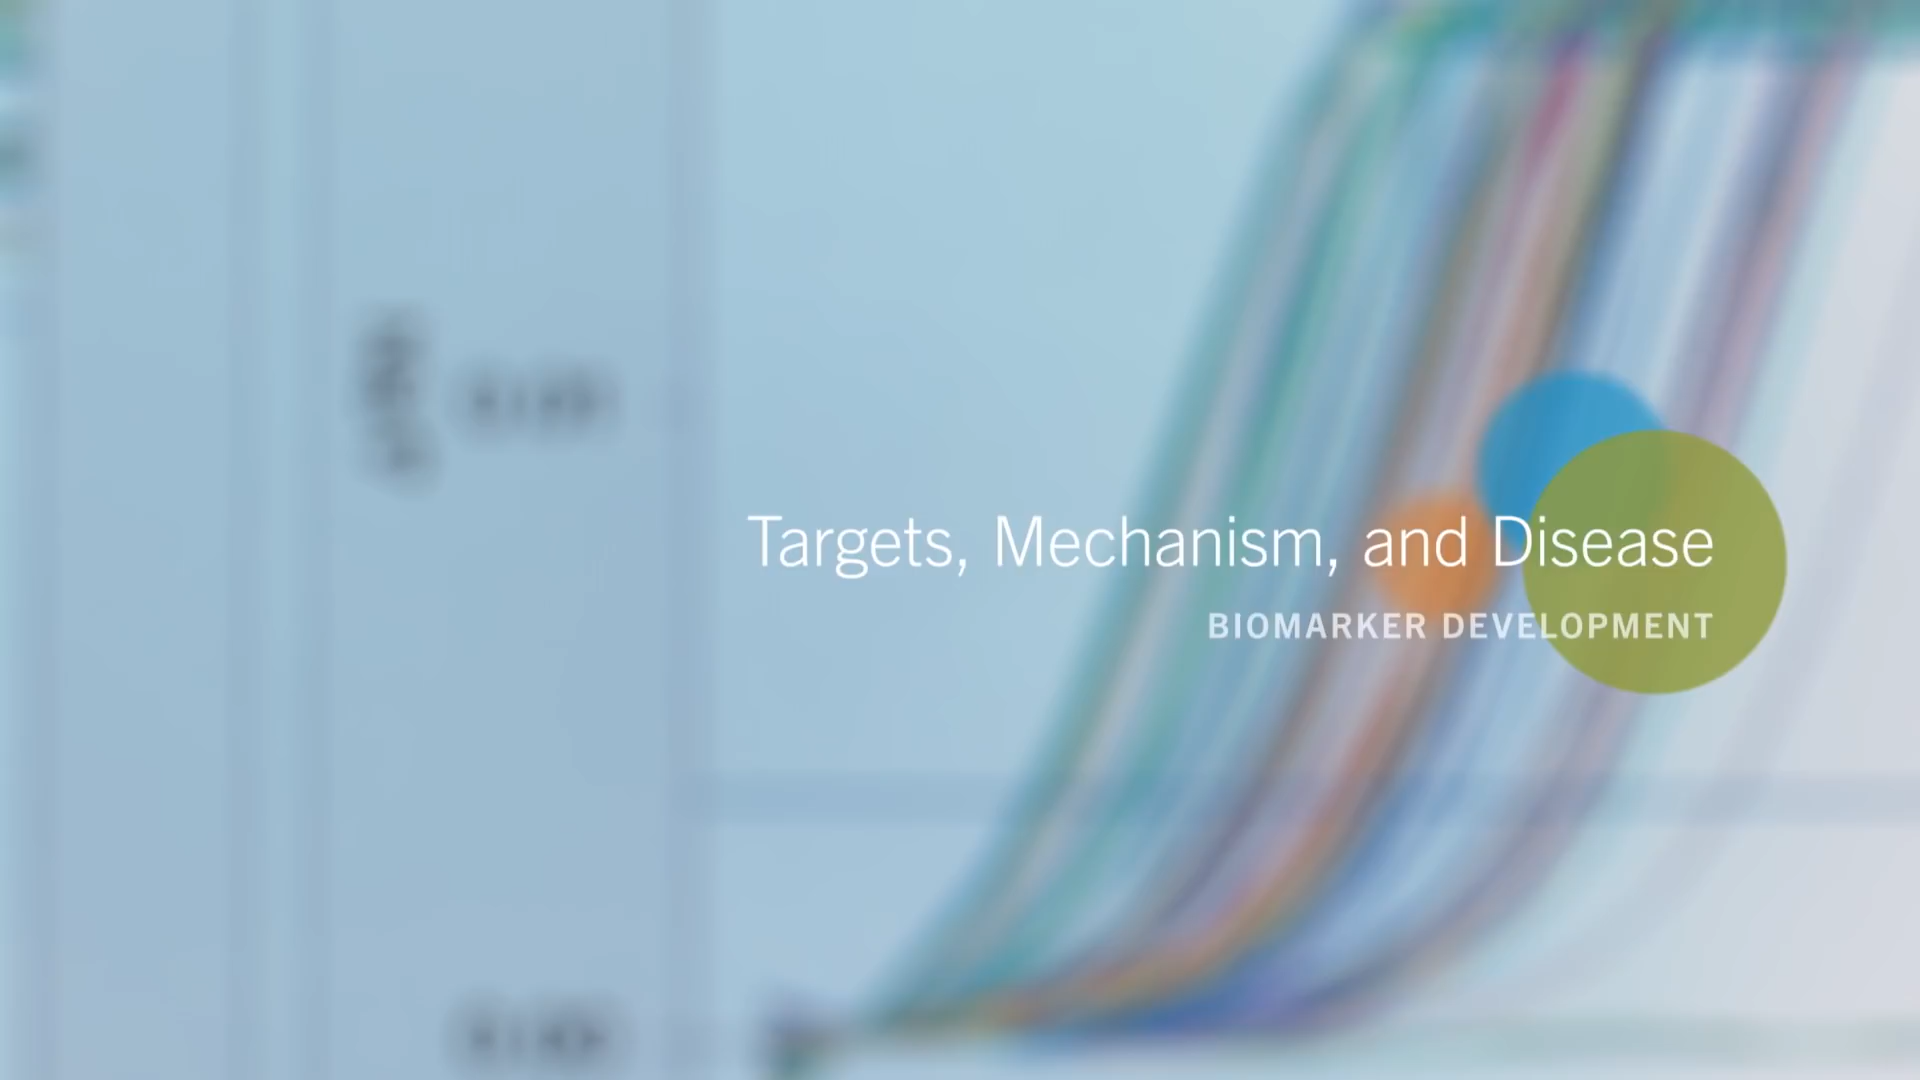 Targets, Mechanism, and Disease
BIOMARKER DEVELOPMENT